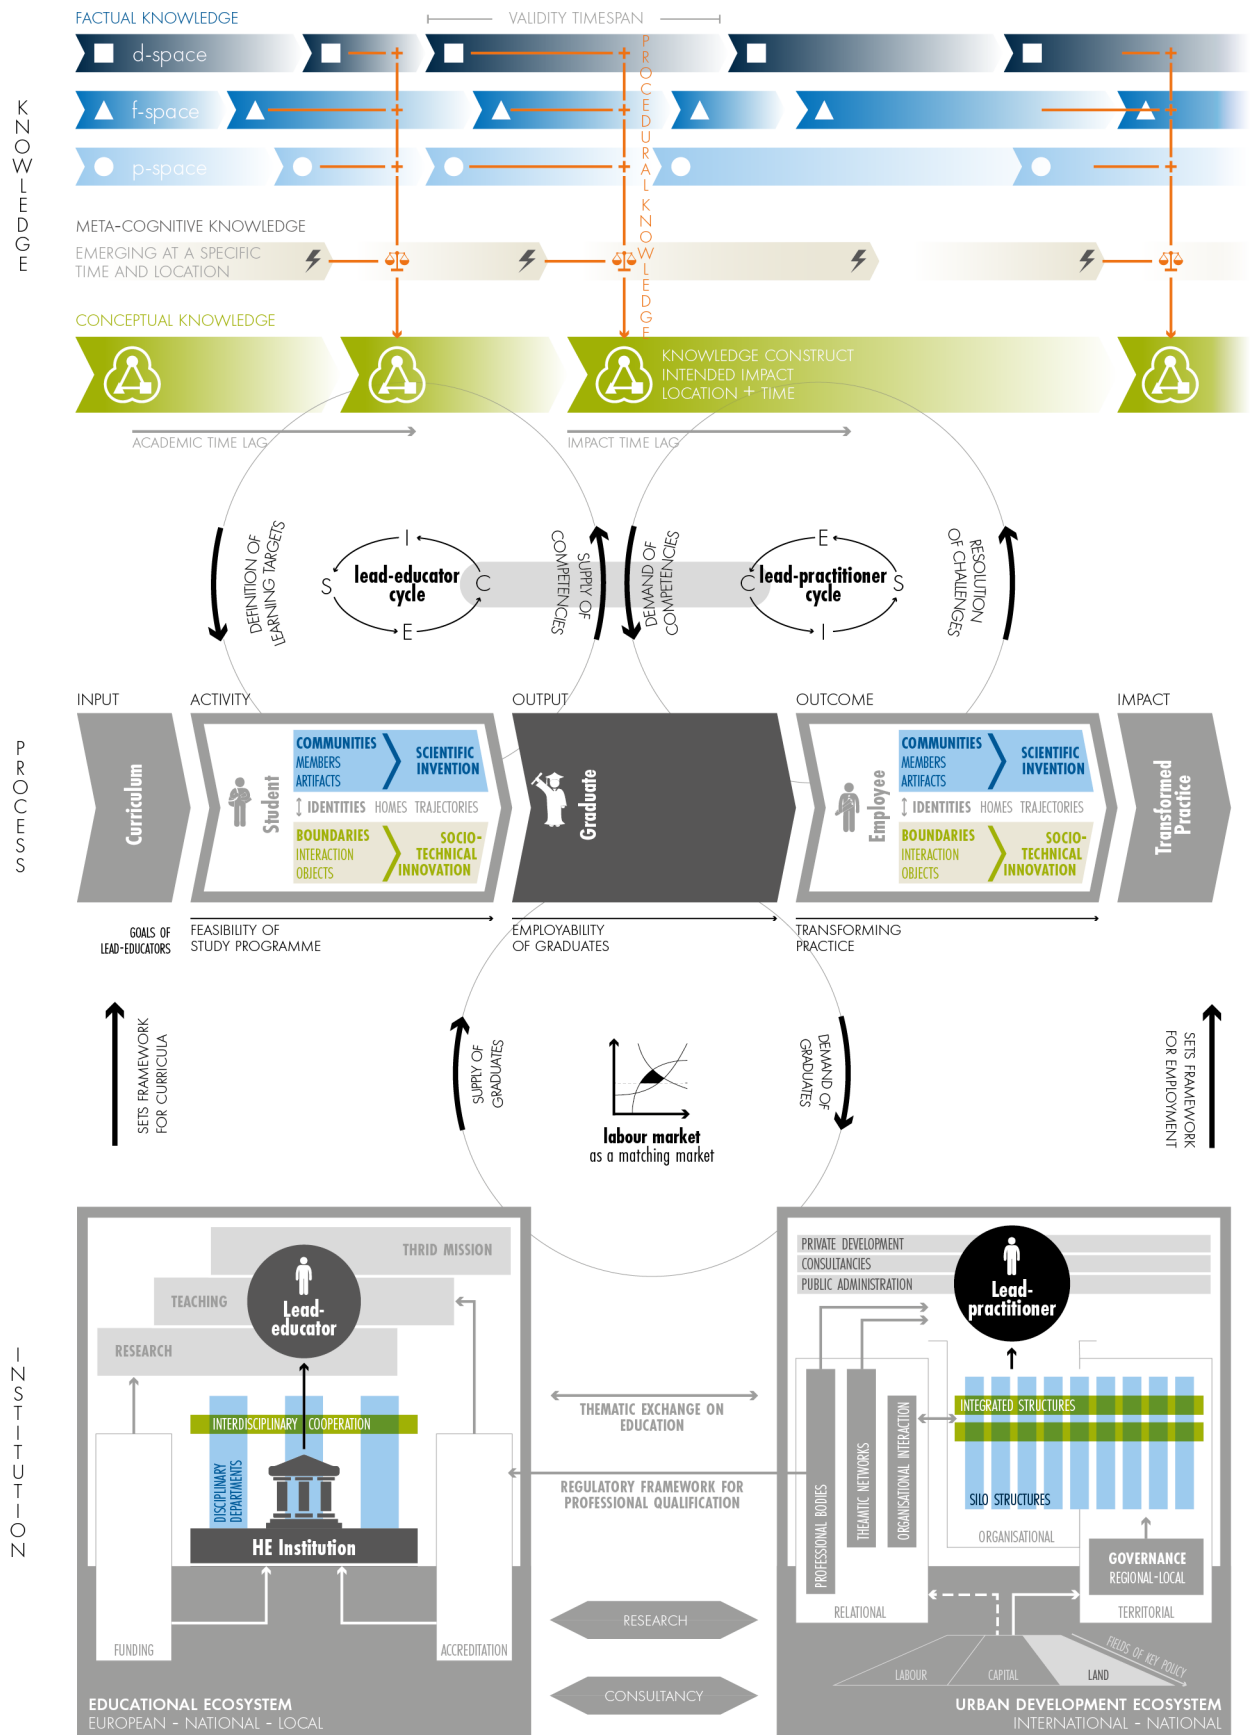 FACTUAL KNOWLEDGE
VALIDITY TIMESPAN
d-space
f-space
p-space
PROCEDURAL KNOWLEDGE
KNOWLEDGE
META-COGNITIVE KNOWLEDGE
EMERGING AT A SPECIFIC
TIME AND LOCATION
CONCEPTUAL KNOWLEDGE
KNOWLEDGE CONSTRUCT
INTENDED IMPACT
LOCATION + TIME
ACADEMIC TIME LAG
IMPACT TIME LAG
DEFINITION OF
LEARNING TARGETS
I
S
lead-educator
cycle
C
E
SUPPLY OF
COMPETENCIES
DEMAND OF
COMPETENCIES
E
C
lead-practitioner
cycle
S
I
RESOLUTION
OF CHALLENGES
PROCESS
INPUT
ACTIVITY
OUTPUT
OUTCOME
IMPACT
Curriculum
Student
COMMUNITIES
MEMBERS
ARTIFACTS
SCIENTIFIC
INVENTION
IDENTITIES HOMES TRAJECTORIES
BOUNDARIES
INTERACTION
OBJECTS
SOCIO-
TECHNICAL
INNOVATION
Graduate
Employee
COMMUNITIES
MEMBERS
ARTIFACTS
SCIENTIFIC
INVENTION
IDENTITIES HOMES TRAJECTORIES
BOUNDARIES
INTERACTION
OBJECTS
SOCIO-
TECHNICAL
INNOVATION
Transformed
Practice
GOALS OF
LEAD-EDUCATORS
FEASIBILITY OF
STUDY PROGRAMME
EMPLOYABILITY
OF GRADUATES
TRANSFORMING
PRACTICE
SETS FRAMEWORK
FOR CURRICULA
SUPPLY OF
GRADUATES
labour market
as a matching market
DEMAND OF
GRADUATES
SETS FRAMEWORK
FOR EMPLOYMENT
INSTITUTION
THRID MISSION
TEACHING
RESEARCH
Lead-
educator
INTERDISCIPLINARY COOPERATION
DISCIPLINARY
DEPARTMENTS
HE Institution
FUNDING
ACCREDITATION
EDUCATIONAL ECOSYSTEM
EUROPEAN - NATIONAL - LOCAL
THEMATIC EXCHANGE ON
EDUCATION
REGULATORY FRAMEWORK FOR
PROFESSIONAL QUALIFICATION
RESEARCH
CONSULTANCY
PRIVATE DEVELOPMENT
CONSULTANCIES
PUBLIC ADMINISTRATION
Lead-
practitioner
PROFESSIONAL BODIES
THEAMTIC NETWORKS
ORGANISATIONAL INTERACTION
INTEGRATED STRUCTURES
SILO STRUCTURES
ORGANISATIONAL
GOVERNANCE
REGIONAL-LOCAL
RELATIONAL
TERRITORIAL
LABOUR
CAPITAL
LAND
FIELDS OF KEY POLICY
URBAN DEVELOPMENT ECOSYSTEM
INTERNATIONAL - NATIONAL